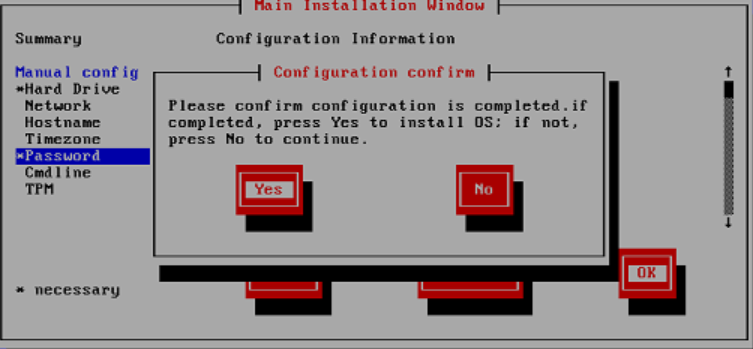 Main Installation Window
Summary
Configuration Information
Manual config
Configuration confirm
*Hard Drive
Network
Hostname
Timezone
*Password
Cmdline
TPM
Please confirm configuration is completed.if
completed, press Yes to install OS; if not,
press No to continue.
Yes
No
OK
* necessary